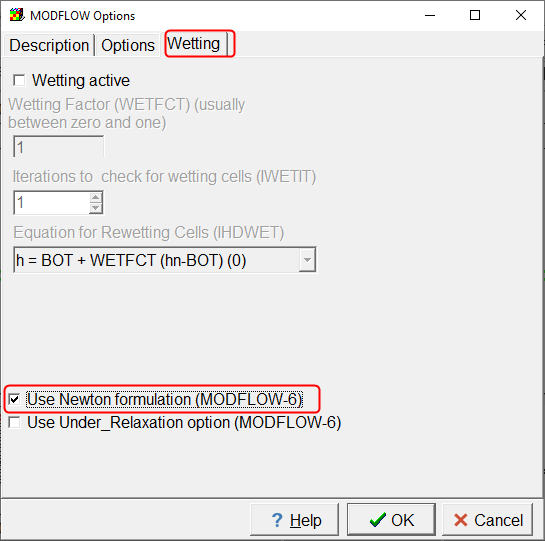 MODFLOW Options
Description Options Wetting
Wetting active
Wetting Factor (WETFCT) (usually
between zero and one)
1
Iterations to  check for wetting cells (IWETIT)
1
Equation for Rewetting Cells (IHDWET)
h = BOT + WETFCT (hn-BOT) (0)
Use Newton formulation (MODFLOW-6)
Use Under_Relaxation option (MODFLOW-6)
? Help OK Cancel